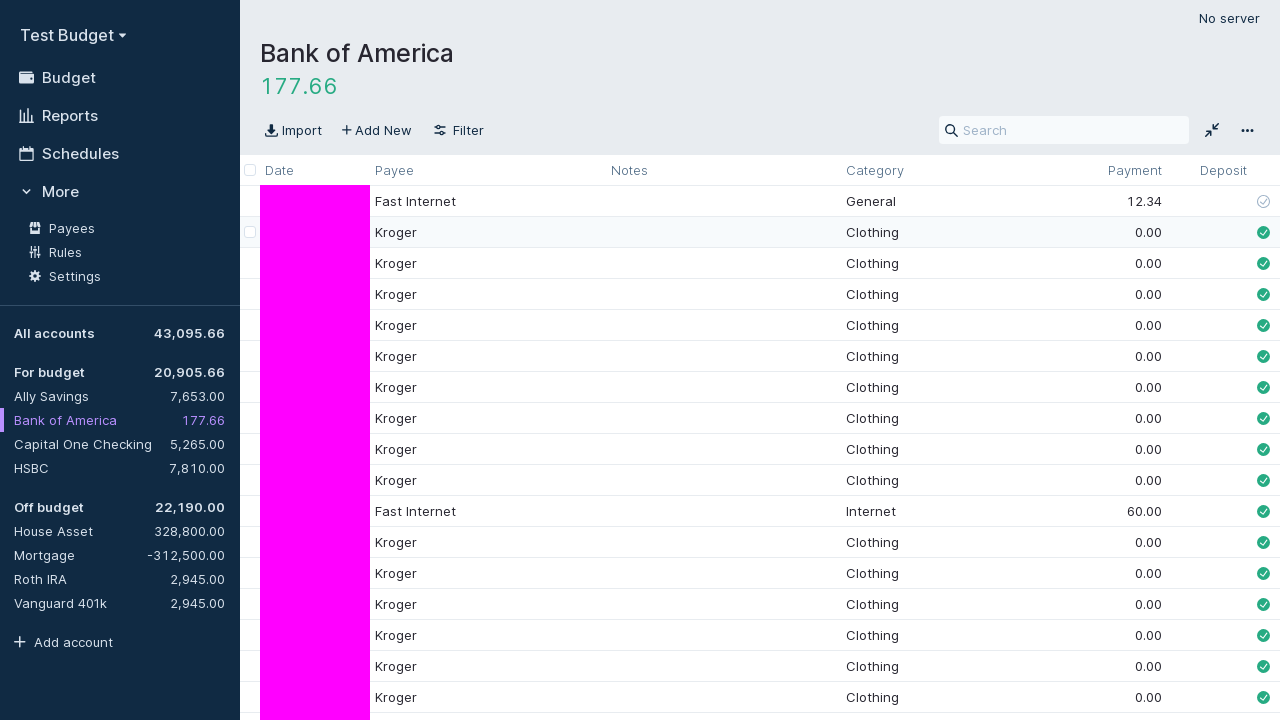 Test Budget
Budget
Reports
Schedules
More
Payees
Rules
Settings
All accounts 43,095.66
For budget 20,905.66
Ally Savings 7,653.00
Bank of America 177.66
Capital One Checking 5,265.00
HSBC 7,810.00
Off budget 22,190.00
House Asset 328,800.00
Mortgage -312,500.00
Roth IRA 2,945.00
Vanguard 401k 2,945.00
Add account
No server
Bank of America
177.66
Import Add New Filter Search
Date Payee Notes Category Payment Deposit
Fast Internet General 12.34
Kroger Clothing 0.00
Kroger Clothing 0.00
Kroger Clothing 0.00
Kroger Clothing 0.00
Kroger Clothing 0.00
Kroger Clothing 0.00
Kroger Clothing 0.00
Kroger Clothing 0.00
Kroger Clothing 0.00
Fast Internet Internet 60.00
Kroger Clothing 0.00
Kroger Clothing 0.00
Kroger Clothing 0.00
Kroger Clothing 0.00
Kroger Clothing 0.00
Kroger Clothing 0.00